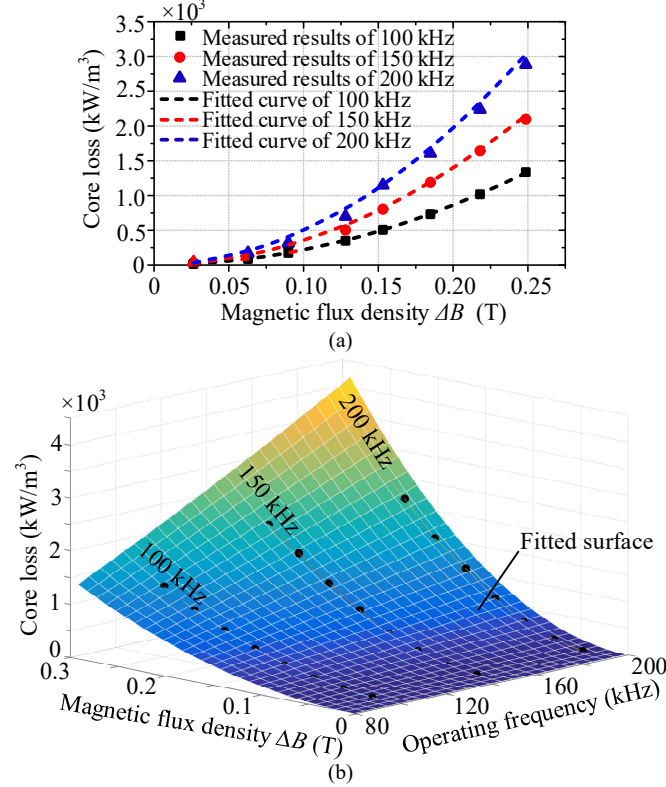 ×10³
3.5
3.0
2.5
2.0
1.5
1.0
0.5
0
Core loss (kW/m³)
Measured results of 100 kHz
Measured results of 150 kHz
Measured results of 200 kHz
Fitted curve of 100 kHz
Fitted curve of 150 kHz
Fitted curve of 200 kHz
0 0.05 0.10 0.15 0.20 0.25
Magnetic flux density ΔB (T)
(a)
×10³
4
3
2
1
0
Core loss (kW/m³)
200 kHz
150 kHz
100 kHz
Fitted surface
0.3 0.2 0.1 0
Magnetic flux density ΔB (T)
80 120 160 200
Operating frequency (kHz)
(b)